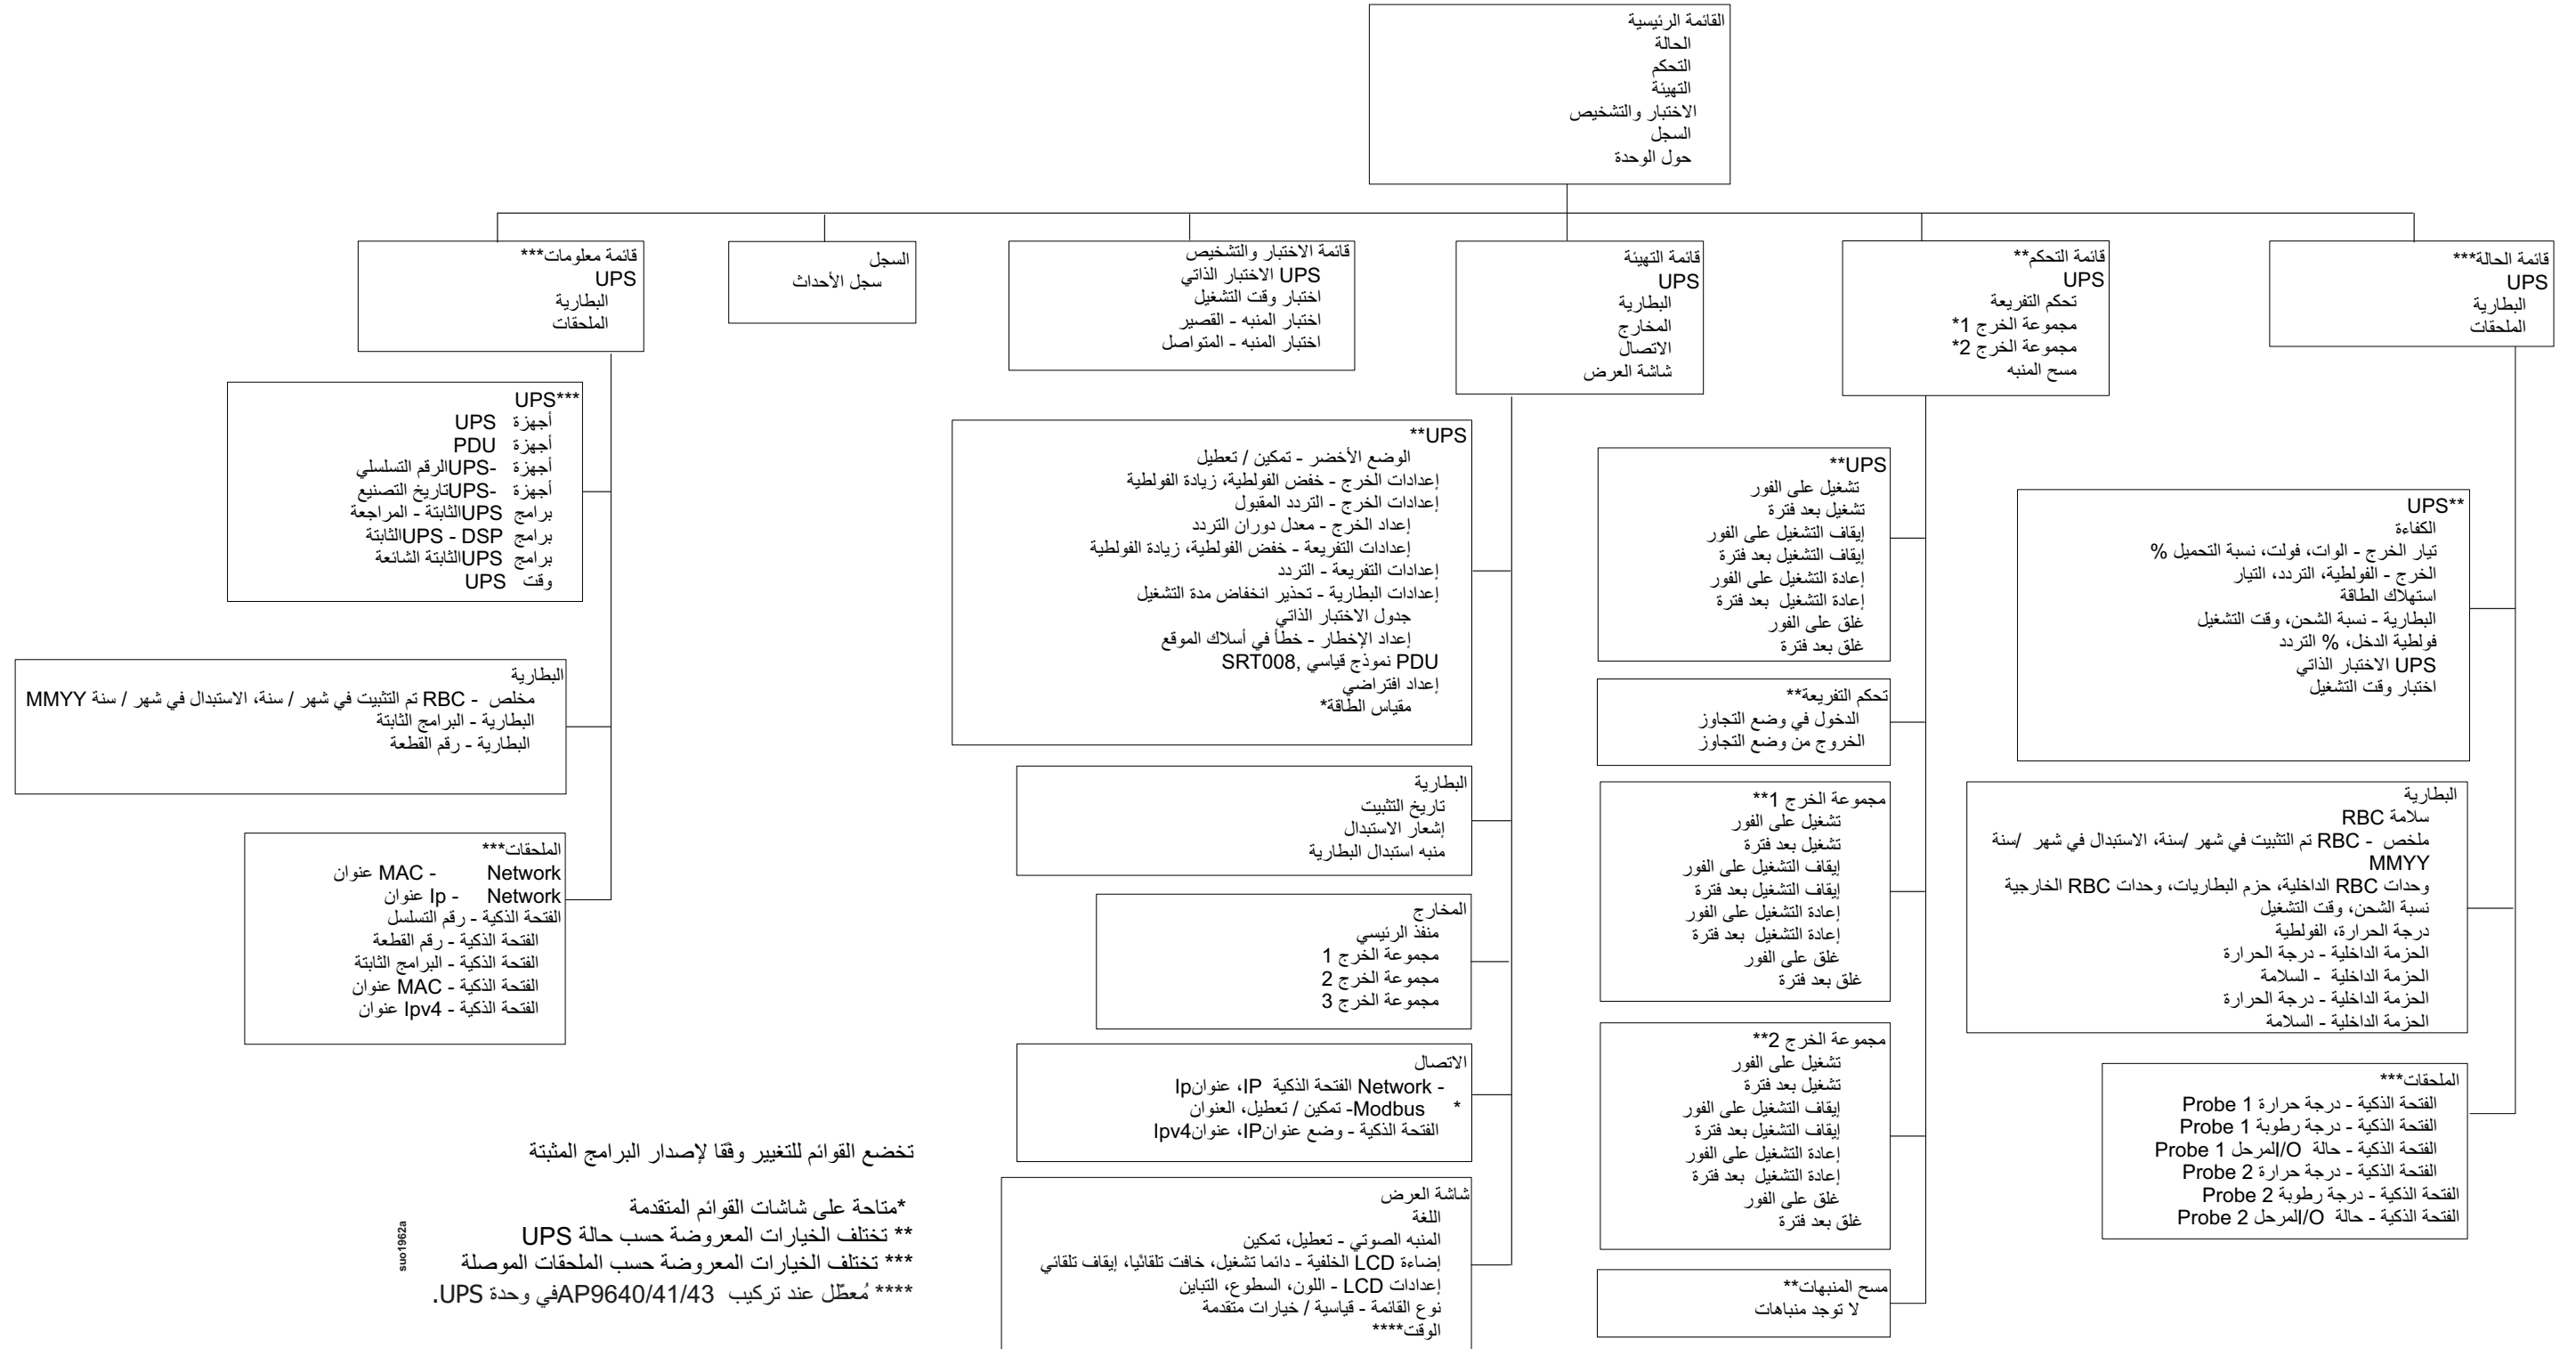 القائمة الرئيسية
الحالة
التحكم
التهيئة
الاختبار والتشخيص
السجل
حول الوحدة
قائمة الحالة***
UPS
البطارية
الملحقات
UPS**
الكفاءة
تيار الخرج - الوات، فولت، نسبة التحميل %
الخرج - الفولطية، التردد، التيار
استهلاك الطاقة
البطارية - نسبة الشحن، وقت التشغيل
فولطية الدخل، % التردد
UPS الاختبار الذاتي
اختبار وقت التشغيل
البطارية
سلامة RBC
ملخص - RBC تم التثبيت في شهر /سنة، الاستبدال في شهر /سنة
MMYY
وحدات RBC الداخلية، حزم البطاريات، وحدات RBC الخارجية
نسبة الشحن، وقت التشغيل
درجة الحرارة، الفولطية
الحزمة الداخلية - درجة الحرارة
الحزمة الداخلية - السلامة
الحزمة الداخلية - درجة الحرارة
الحزمة الداخلية - السلامة
الملحقات***
الفتحة الذكية - درجة حرارة Probe 1
الفتحة الذكية - درجة رطوبة Probe 1
الفتحة الذكية - حالة I/Oالمرحل Probe 1
الفتحة الذكية - درجة حرارة Probe 2
الفتحة الذكية - درجة رطوبة Probe 2
الفتحة الذكية - حالة I/Oالمرحل Probe 2
قائمة التحكم**
UPS
تحكم التفريعة
مجموعة الخرج 1*
مجموعة الخرج 2*
مسح المنبه
UPS**
تشغيل على الفور
تشغيل بعد فترة
إيقاف التشغيل على الفور
إيقاف التشغيل بعد فترة
إعادة التشغيل على الفور
إعادة التشغيل بعد فترة
غلق على الفور
غلق بعد فترة
تحكم التفريعة**
الدخول في وضع التجاوز
الخروج من وضع التجاوز
مجموعة الخرج 1**
تشغيل على الفور
تشغيل بعد فترة
إيقاف التشغيل على الفور
إيقاف التشغيل بعد فترة
إعادة التشغيل على الفور
إعادة التشغيل بعد فترة
غلق على الفور
غلق بعد فترة
مجموعة الخرج 2**
تشغيل على الفور
تشغيل بعد فترة
إيقاف التشغيل على الفور
إيقاف التشغيل بعد فترة
إعادة التشغيل على الفور
إعادة التشغيل بعد فترة
غلق على الفور
غلق بعد فترة
مسح المنبهات**
لا توجد منباهات
قائمة التهيئة
UPS
البطارية
المخارج
الاتصال
شاشة العرض
UPS**
الوضع الأخضر - تمكين / تعطيل
إعدادات الخرج - خفض الفولطية، زيادة الفولطية
إعدادات الخرج - التردد المقبول
إعداد الخرج - معدل دوران التردد
إعدادات التفريعة - خفض الفولطية، زيادة الفولطية
إعدادات التفريعة - التردد
إعدادات البطارية - تحذير انخفاض مدة التشغيل
جدول الاختبار الذاتي
إعداد الإخطار - خطأ في أسلاك الموقع
PDU نموذج قياسي ,SRT008
إعداد افتراضي
مقياس الطاقة*
البطارية
تاريخ التثبيت
إشعار الاستبدال
منبه استبدال البطارية
المخارج
منفذ الرئيسي
مجموعة الخرج 1
مجموعة الخرج 2
مجموعة الخرج 3
الاتصال
- Network الفتحة الذكية IP، عنوانIp
* Modbus- تمكين / تعطيل، العنوان
الفتحة الذكية - وضع عنوانIP، عنوانIpv4
شاشة العرض
اللغة
المنبه الصوتي - تعطيل، تمكين
إضاءة LCD الخلفية - دائما تشغيل، خافت تلقائيًا، إيقاف تلقائي
إعدادات LCD - اللون، السطوع، التباين
نوع القائمة - قياسية / خيارات متقدمة
الوقت****
قائمة الاختبار والتشخيص
UPS الاختبار الذاتي
اختبار وقت التشغيل
اختبار المنبه - القصير
اختبار المنبه - المتواصل
السجل
سجل الأحداث
قائمة معلومات***
UPS
البطارية
الملحقات
UPS***
أجهزة UPS
أجهزة PDU
أجهزة -UPSالرقم التسلسلي
أجهزة -UPSتاريخ التصنيع
برامج UPSالثابتة - المراجعة
برامج UPS - DSPالثابتة
برامج UPSالثابتة الشائعة
وقت UPS
البطارية
مخلص - RBC تم التثبيت في شهر / سنة، الاستبدال في شهر / سنة MMYY
البطارية - البرامج الثابتة
البطارية - رقم القطعة
الملحقات***
Network - MAC عنوان
Network - Ip عنوان
الفتحة الذكية - رقم التسلسل
الفتحة الذكية - رقم القطعة
الفتحة الذكية - البرامج الثابتة
الفتحة الذكية - MAC عنوان
الفتحة الذكية - Ipv4 عنوان
تخضع القوائم للتغيير وفقًا لإصدار البرامج المثبتة
*متاحة على شاشات القوائم المتقدمة
** تختلف الخيارات المعروضة حسب حالة UPS
*** تختلف الخيارات المعروضة حسب الملحقات الموصلة
**** مُعطّل عند تركيب AP9640/41/43في وحدة UPS.
suo1962a